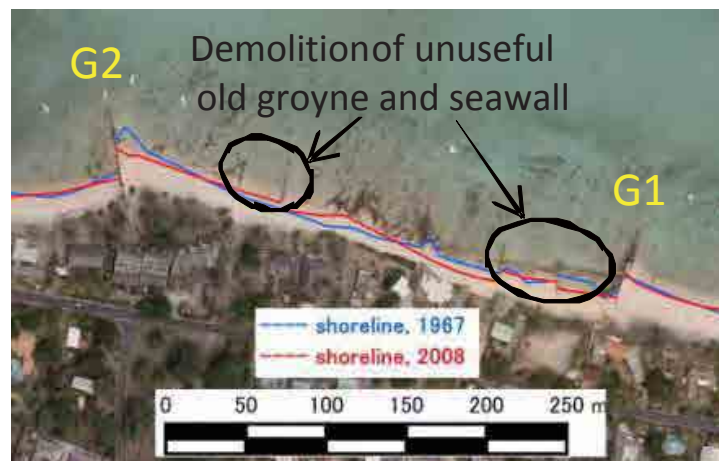 G2
Demolitionof unuseful
old groyne and seawall
G1
shoreline, 1967
shoreline, 2008
0 50 100 150 200 250 m